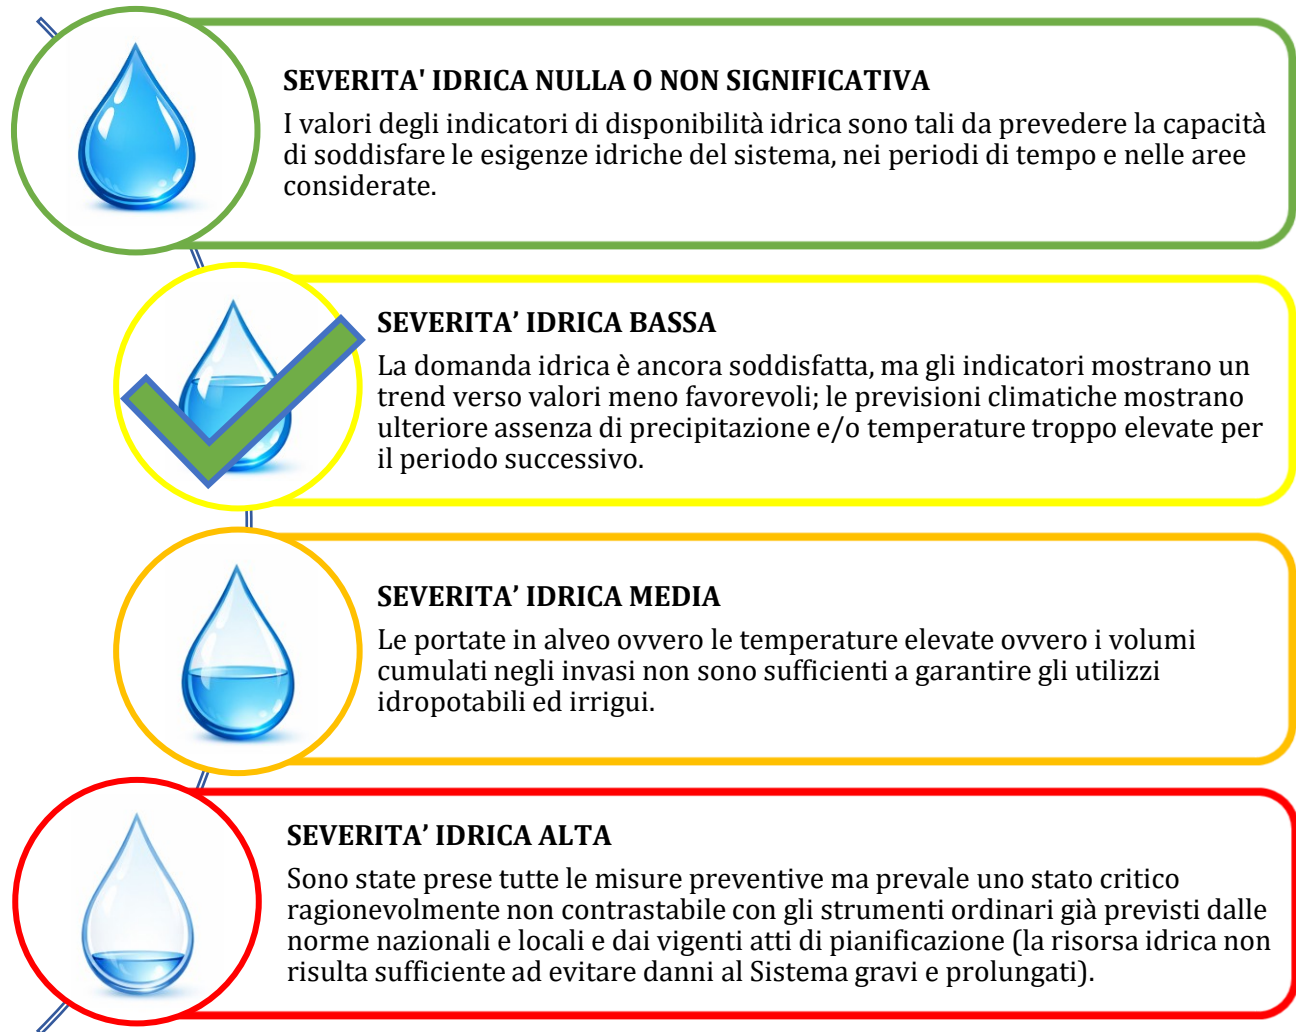 SEVERITA' IDRICA NULLA O NON SIGNIFICATIVA
I valori degli indicatori di disponibilità idrica sono tali da prevedere la capacità
di soddisfare le esigenze idriche del sistema, nei periodi di tempo e nelle aree
considerate.
SEVERITA’ IDRICA BASSA
La domanda idrica è ancora soddisfatta, ma gli indicatori mostrano un
trend verso valori meno favorevoli; le previsioni climatiche mostrano
ulteriore assenza di precipitazione e/o temperature troppo elevate per
il periodo successivo.
SEVERITA’ IDRICA MEDIA
Le portate in alveo ovvero le temperature elevate ovvero i volumi
cumulati negli invasi non sono sufficienti a garantire gli utilizzi
idropotabili ed irrigui.
SEVERITA’ IDRICA ALTA
Sono state prese tutte le misure preventive ma prevale uno stato critico
ragionevolmente non contrastabile con gli strumenti ordinari già previsti dalle
norme nazionali e locali e dai vigenti atti di pianificazione (la risorsa idrica non
risulta sufficiente ad evitare danni al Sistema gravi e prolungati).